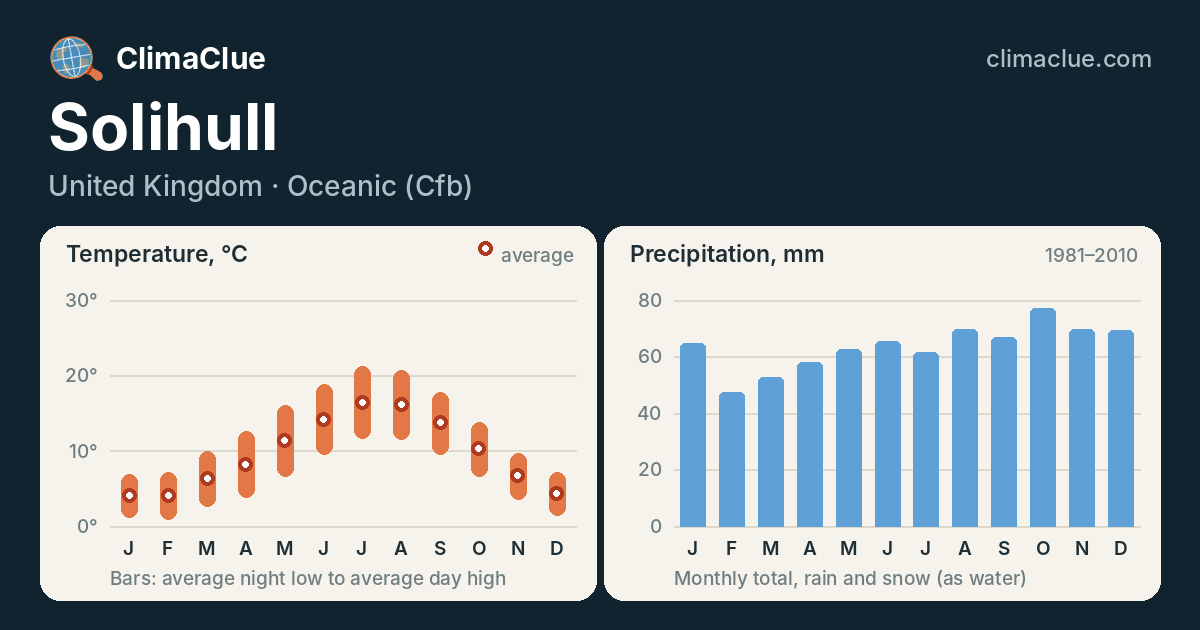 ClimaClue
climaclue.com
Solihull
United Kingdom · Oceanic (Cfb)
Temperature, °C
average
30°
20°
10°
0°
J F M A M J J A S O N D
Bars: average night low to average day high
Precipitation, mm
1981–2010
80
60
40
20
0
J F M A M J J A S O N D
Monthly total, rain and snow (as water)